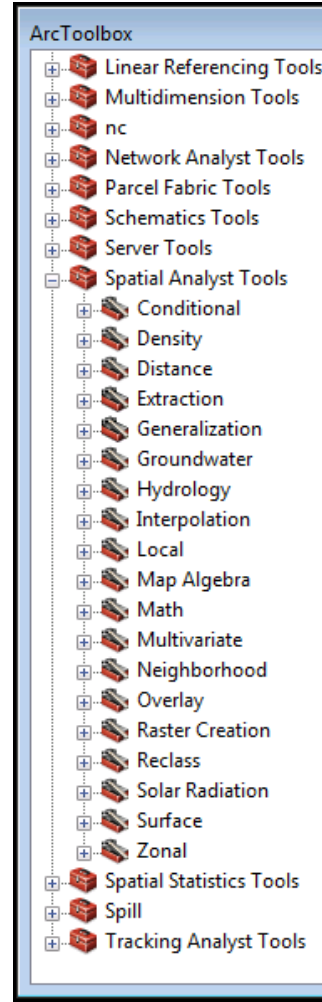 ArcToolbox
Linear Referencing Tools
Multidimension Tools
nc
Network Analyst Tools
Parcel Fabric Tools
Schematics Tools
Server Tools
Spatial Analyst Tools
Conditional
Density
Distance
Extraction
Generalization
Groundwater
Hydrology
Interpolation
Local
Map Algebra
Math
Multivariate
Neighborhood
Overlay
Raster Creation
Reclass
Solar Radiation
Surface
Zonal
Spatial Statistics Tools
Spill
Tracking Analyst Tools